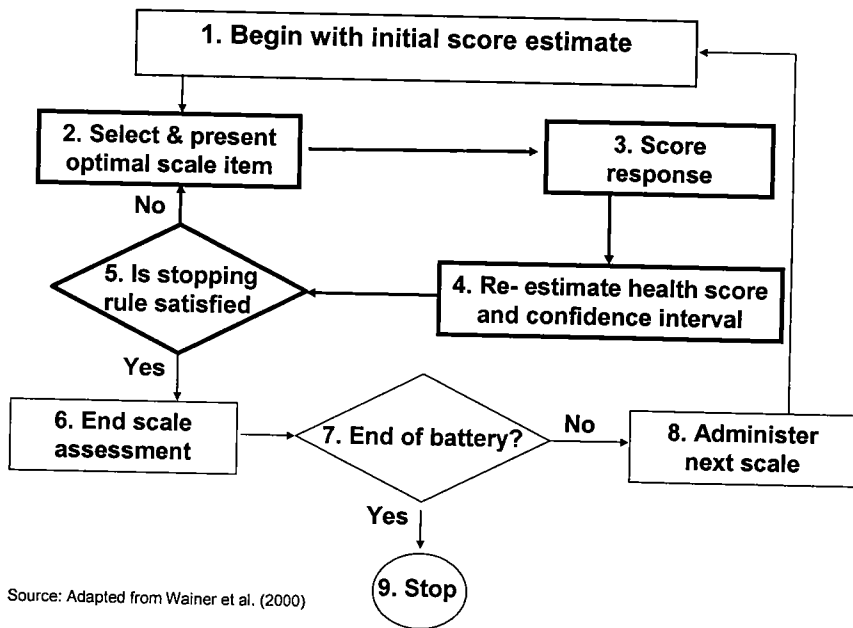 1. Begin with initial score estimate
2. Select & present
optimal scale item
3. Score
response
No
5. Is stopping
rule satisfied
4. Re- estimate health score
and confidence interval
Yes
6. End scale
assessment
7. End of battery?
No
8. Administer
next scale
Yes
9. Stop
Source: Adapted from Wainer et al. (2000)